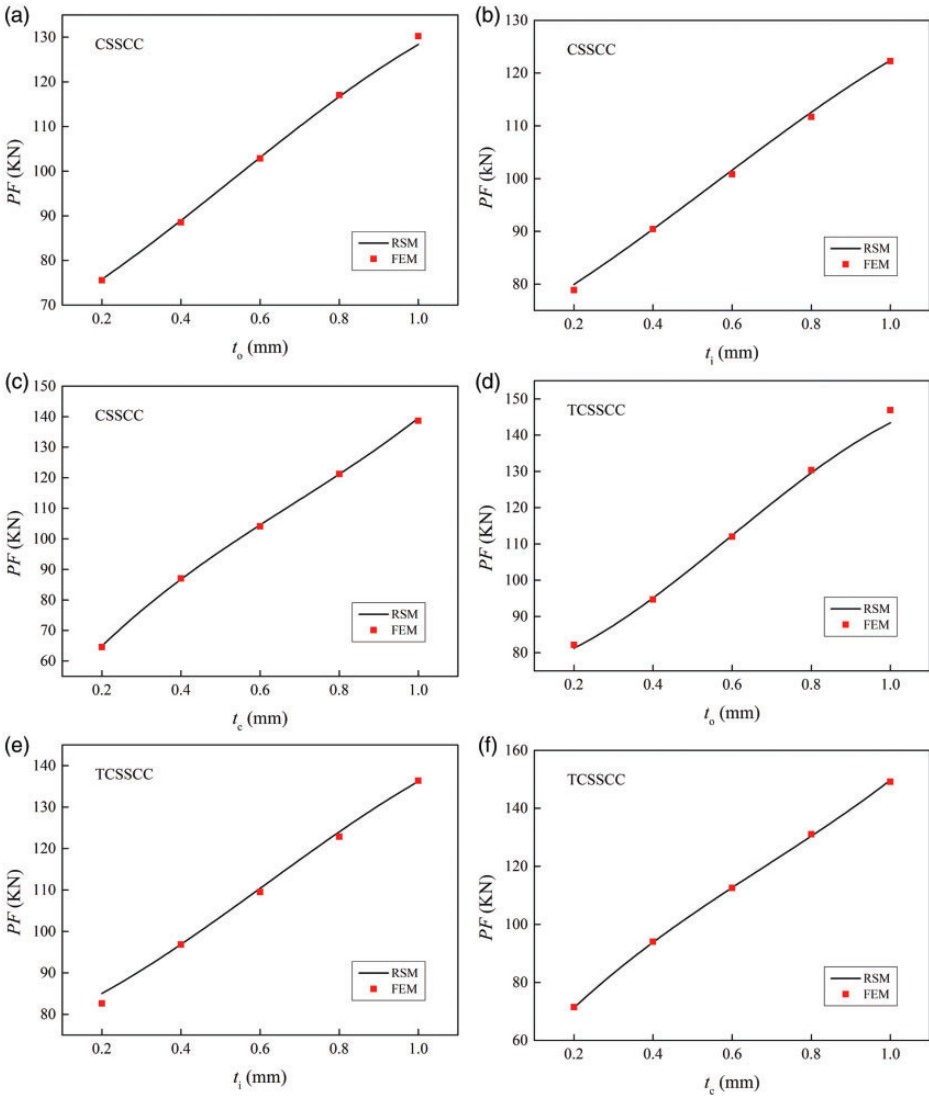 (a)
CSSCC
130
120
110
100
90
80
70
PF (KN)
RSM
FEM
0.2 0.4 0.6 0.8 1.0
to (mm)
(b)
CSSCC
130
120
110
100
90
80
PF (kN)
RSM
FEM
0.2 0.4 0.6 0.8 1.0
ti (mm)
(c)
CSSCC
150
140
130
120
110
100
90
80
70
60
PF (KN)
RSM
FEM
0.2 0.4 0.6 0.8 1.0
tc (mm)
(d)
TCSSCC
150
140
130
120
110
100
90
80
PF (KN)
RSM
FEM
0.2 0.4 0.6 0.8 1.0
to (mm)
(e)
TCSSCC
140
130
120
110
100
90
80
PF (KN)
RSM
FEM
0.2 0.4 0.6 0.8 1.0
ti (mm)
(f)
TCSSCC
160
140
120
100
80
60
PF (KN)
RSM
FEM
0.2 0.4 0.6 0.8 1.0
tc (mm)